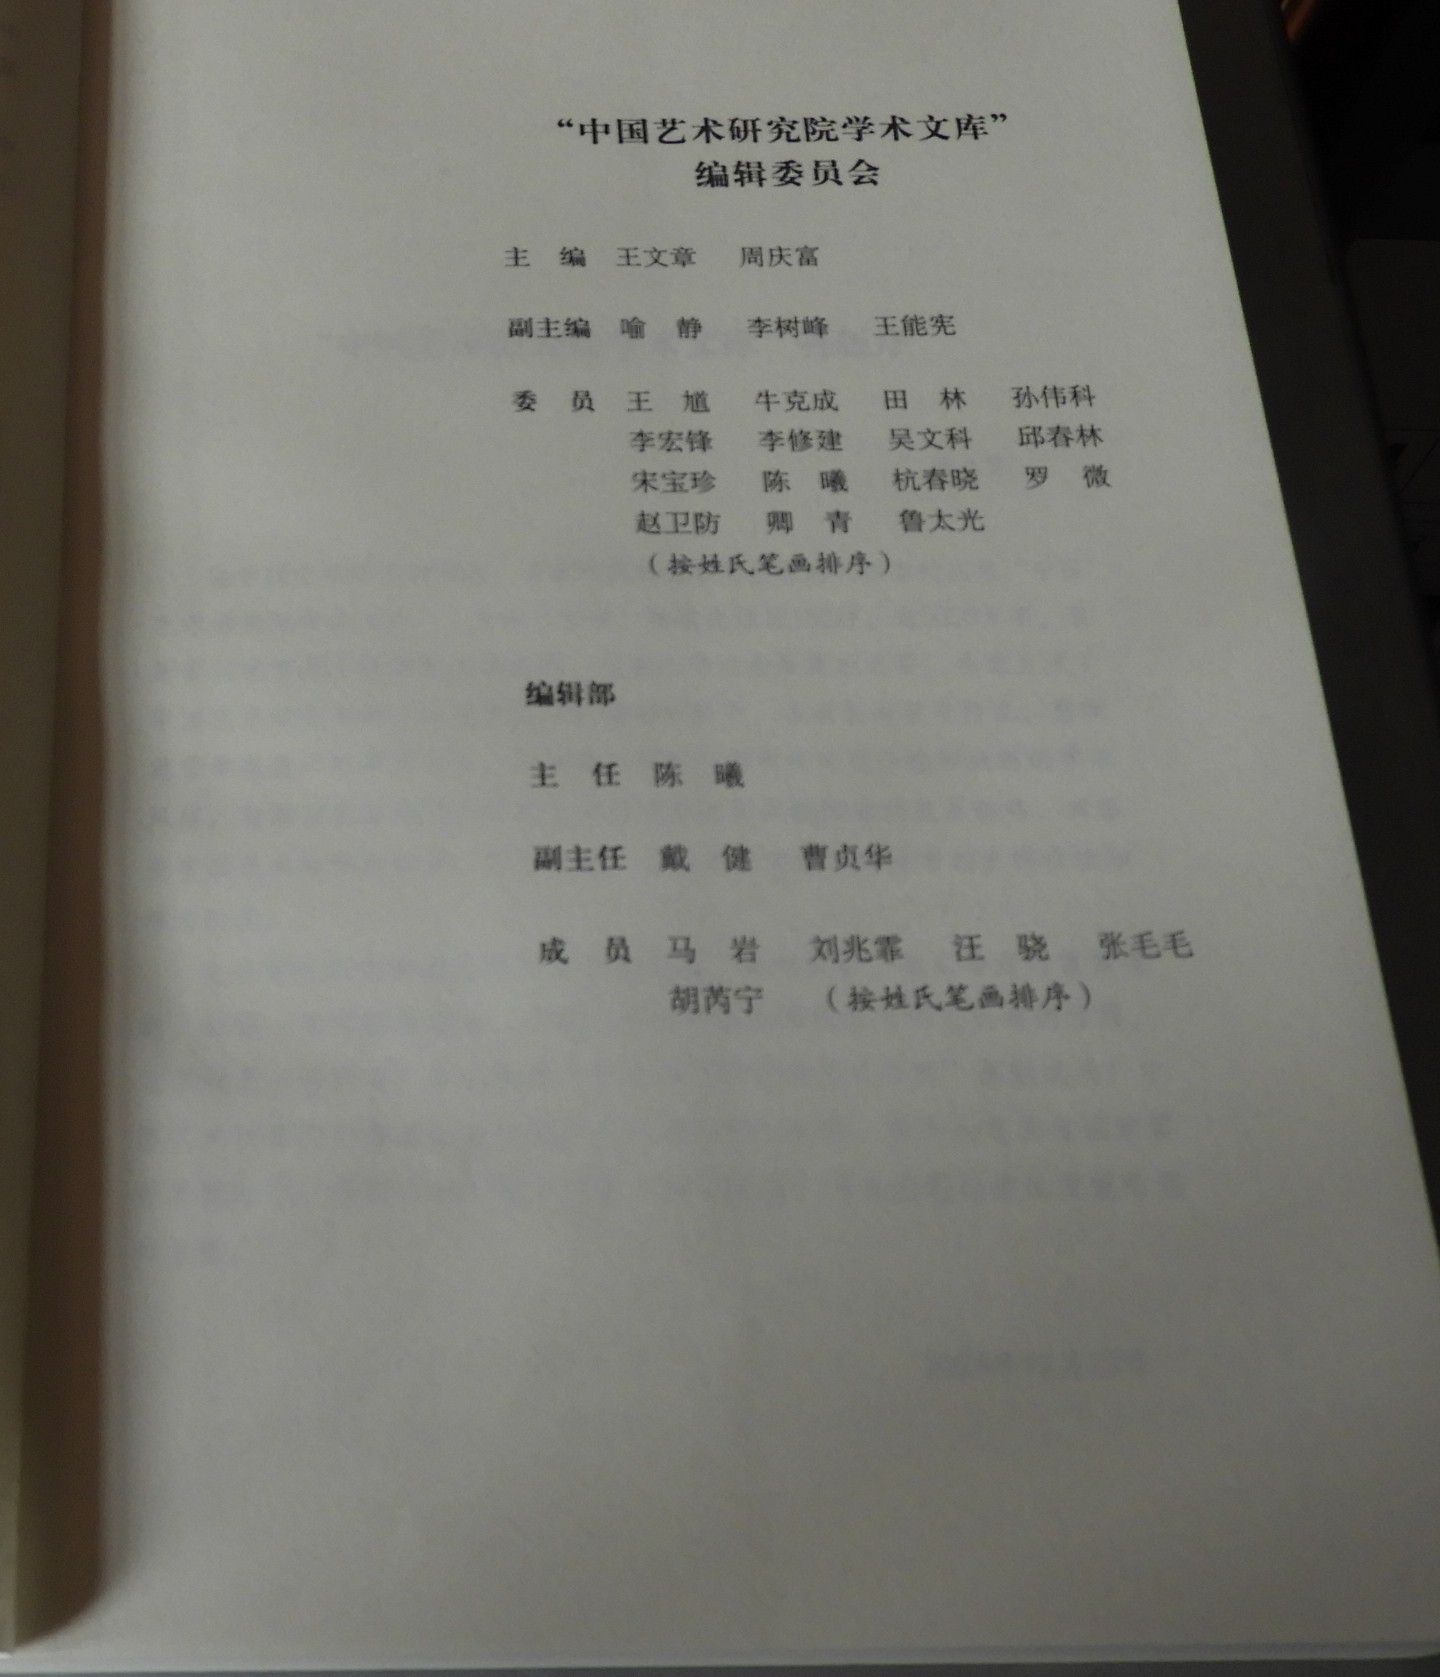 “中国艺术研究院学术文库”
编辑委员会
主　编　王文章　周庆富
副主编　喻　静　李树峰　王能宪
委　员　王　馗　牛克成　田　林　孙伟科
李宏锋　李修建　吴文科　邱春林
宋宝珍　陈　曦　杭春晓　罗　微
赵卫防　卿　青　鲁太光
（按姓氏笔画排序）
编辑部
主　任　陈　曦
副主任　戴　健　曹贞华
成　员　马　岩　刘兆霏　汪　骁　张毛毛
胡芮宁　（按姓氏笔画排序）